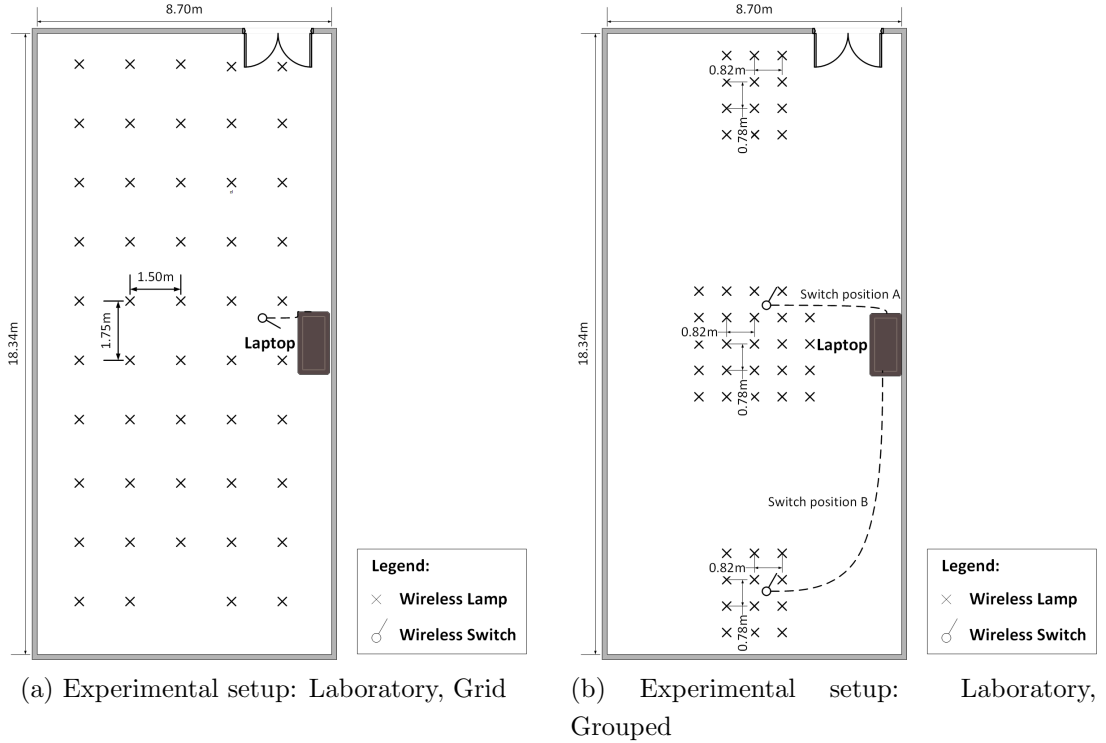 8.70m
18.34m
1.50m
1.75m
Laptop
Legend:
Wireless Lamp
Wireless Switch
(a) Experimental setup: Laboratory, Grid
8.70m
18.34m
0.82m
0.78m
Switch position A
0.82m
Laptop
0.78m
Switch position B
0.82m
0.78m
Legend:
Wireless Lamp
Wireless Switch
(b) Experimental setup: Laboratory,
Grouped